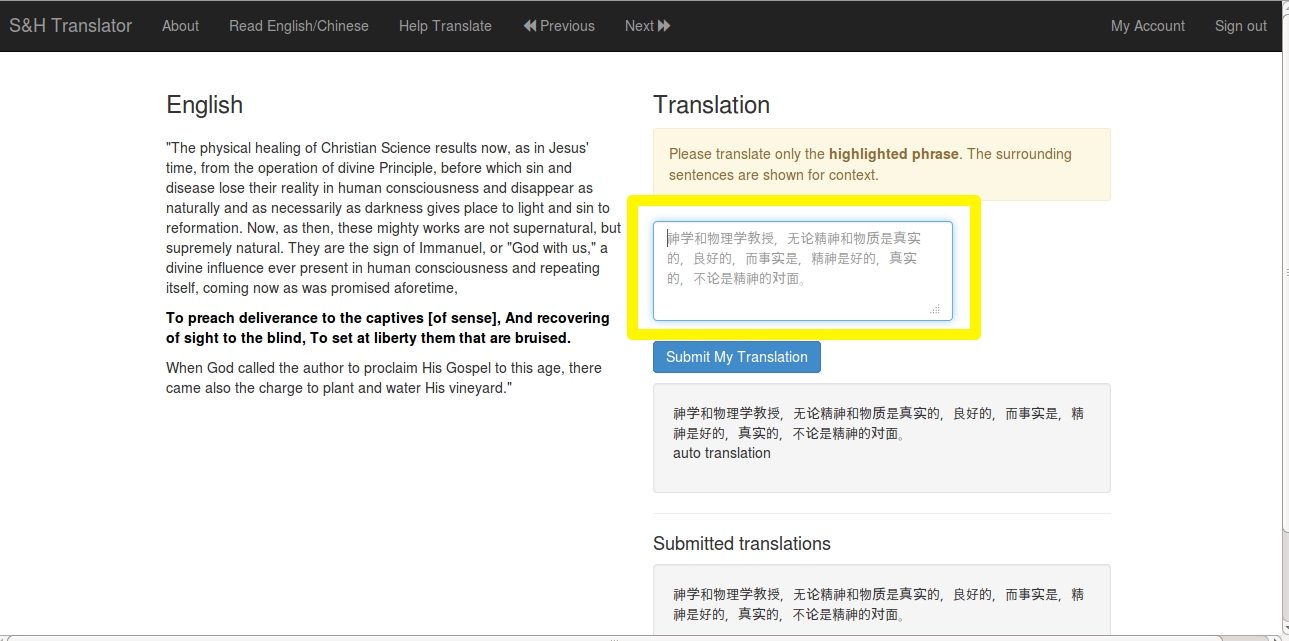 S&H Translator About Read English/Chinese Help Translate Previous Next My Account Sign out
English
"The physical healing of Christian Science results now, as in Jesus'
time, from the operation of divine Principle, before which sin and
disease lose their reality in human consciousness and disappear as
naturally and as necessarily as darkness gives place to light and sin to
reformation. Now, as then, these mighty works are not supernatural, but
supremely natural. They are the sign of Immanuel, or "God with us," a
divine influence ever present in human consciousness and repeating
itself, coming now as was promised aforetime,
To preach deliverance to the captives [of sense], And recovering
of sight to the blind, To set at liberty them that are bruised.
When God called the author to proclaim His Gospel to this age, there
came also the charge to plant and water His vineyard."
Translation
Please translate only the highlighted phrase. The surrounding
sentences are shown for context.
神学和物理学教授，无论精神和物质是真实
的，良好的，而事实是，精神是好的，真实
的，不论是精神的对面。
Submit My Translation
神学和物理学教授，无论精神和物质是真实的，良好的，而事实是，精
神是好的，真实的，不论是精神的对面。
auto translation
Submitted translations
神学和物理学教授，无论精神和物质是真实的，良好的，而事实是，精
神是好的，真实的，不论是精神的对面。